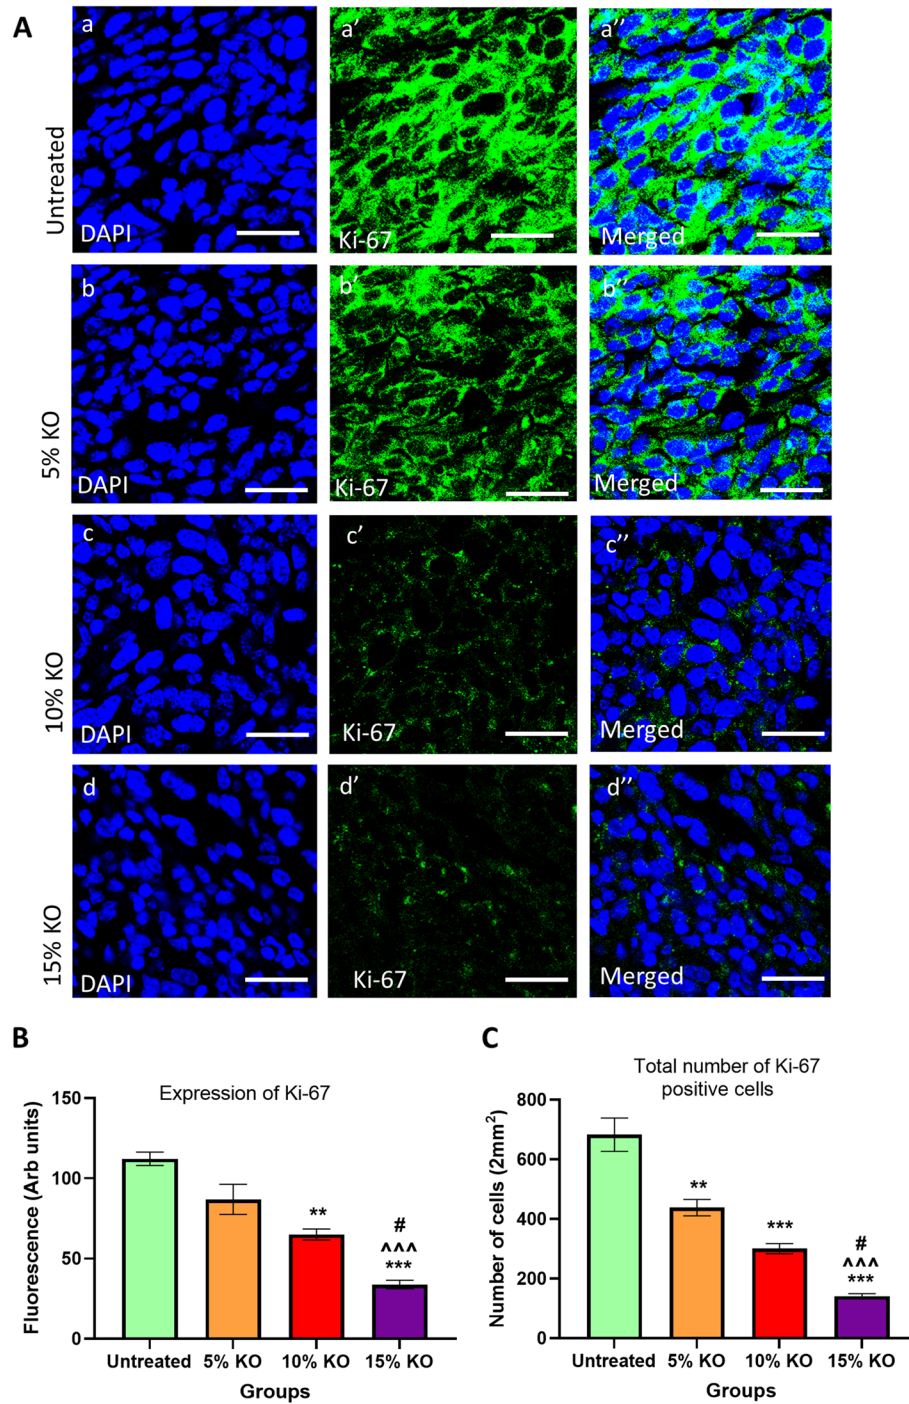 A
a
a′
a′′
Untreated
DAPI
Ki-67
Merged
b
b′
b′′
5% KO
DAPI
Ki-67
Merged
c
c′
c′′
10% KO
DAPI
Ki-67
Merged
d
d′
d′′
15% KO
DAPI
Ki-67
Merged
B
Expression of Ki-67
Fluorescence (Arb units)
150
100
50
0
**
#
^^^
***
Untreated 5% KO 10% KO 15% KO
Groups
C
Total number of Ki-67
positive cells
Number of cells (2mm²)
800
600
400
200
0
**
***
#
^^^
***
Untreated 5% KO 10% KO 15% KO
Groups